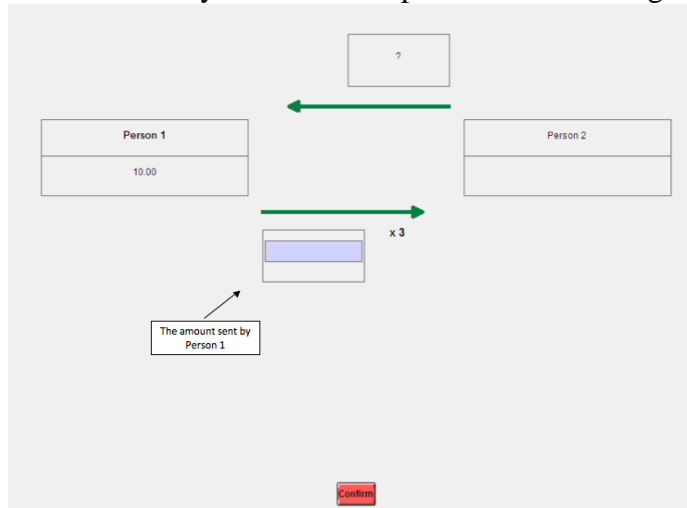 ?
Person 1
Person 2
10.00
x 3
The amount sent by
Person 1
Confirm